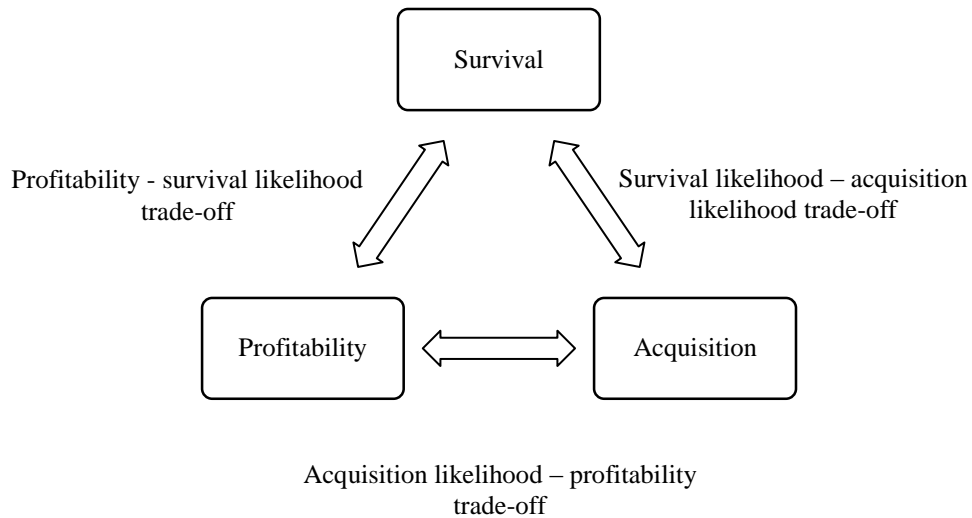 Survival
Profitability - survival likelihood
trade-off
Survival likelihood – acquisition
likelihood trade-off
Profitability
Acquisition
Acquisition likelihood – profitability
trade-off